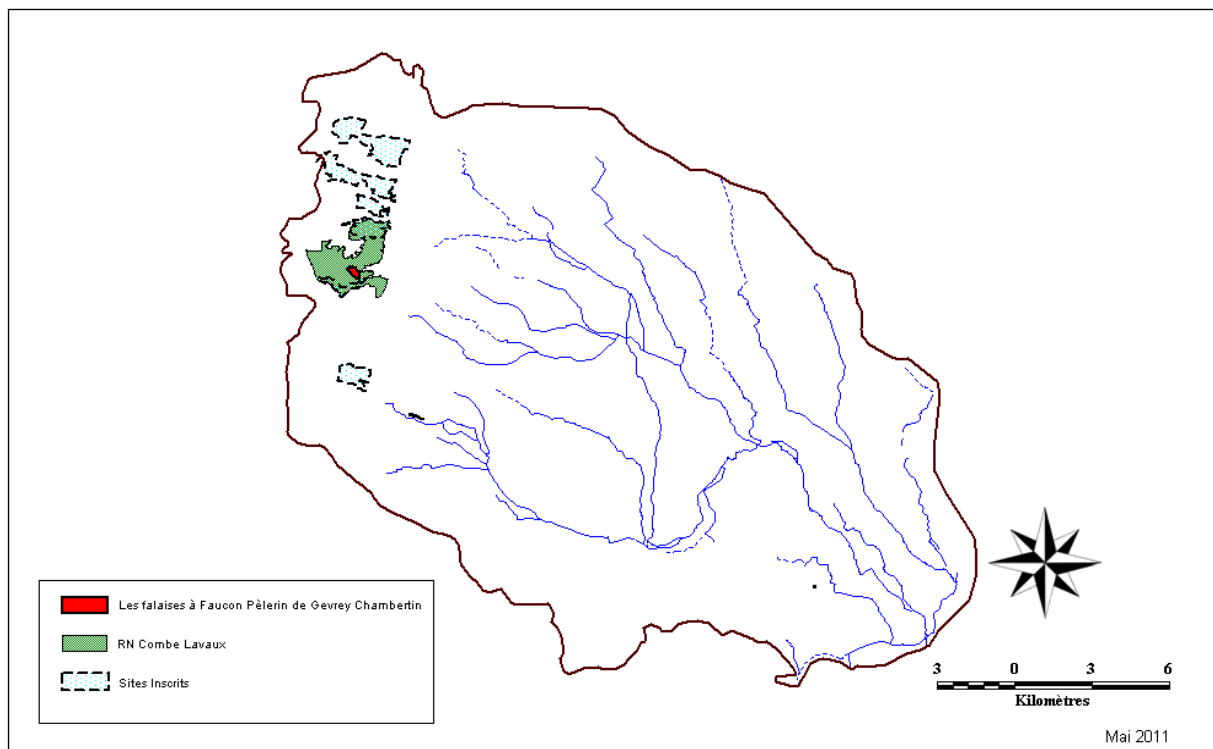 Les falaises à Faucon Pèlerin de Gevrey Chambertin
RN Combe Lavaux
Sites Inscrits
3 0 3 6
Kilomètres
Mai 2011